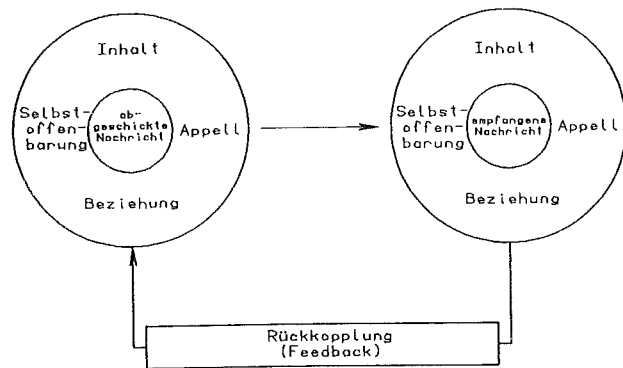 Inhalt
Selbst-
offen-
barung
ab-
geschickte
Nachricht
Appell
Beziehung
Inhalt
Selbst-
offen-
barung
empfangene
Nachricht
Appell
Beziehung
Rückkopplung
(Feedback)